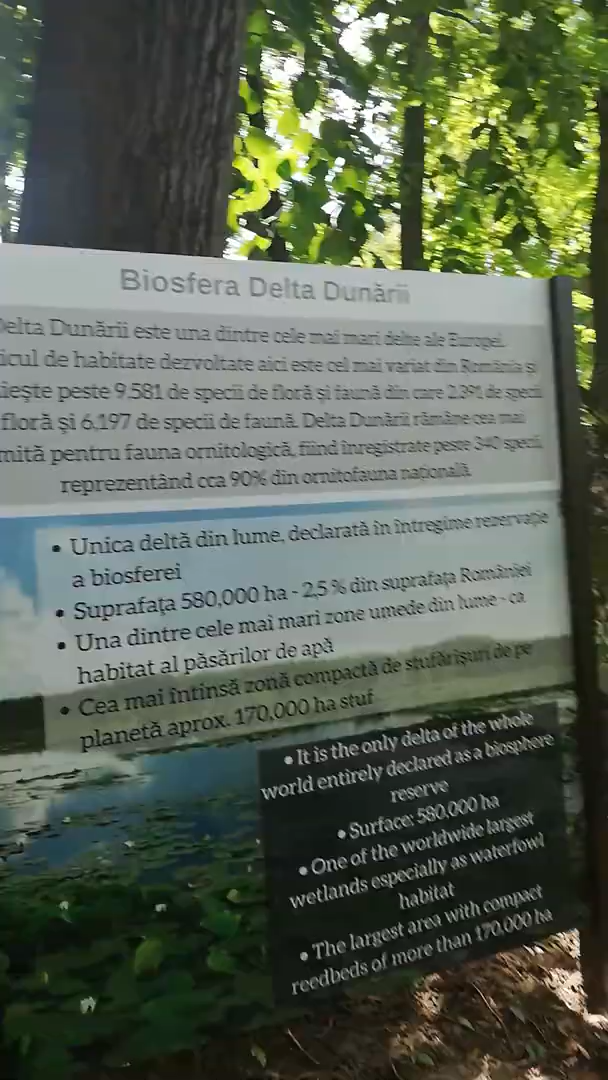 Biosfera Delta Dunării
Delta Dunării este una dintre cele mai mari delte ale Europei.
de habitate dezvoltate aici este cel mai variat din România și
peste 9.581 de specii de floră și faună din care 2.391 de specii
floră și 6.197 de specii de faună. Delta Dunării rămâne cea mai
pentru fauna ornitologică, fiind înregistrate peste 340 specii,
reprezentând cca 90% din ornitofauna națională.
• Unica deltă din lume, declarată în întregime rezervație
a biosferei
• Suprafața 580,000 ha - 2,5 % din suprafața României
• Una dintre cele mai mari zone umede din lume - ca
habitat al păsărilor de apă
• Cea mai întinsă zonă compactă de stufărișuri de pe
planetă aprox. 170,000 ha stuf
• It is the only delta of the whole
world entirely declared as a biosphere
reserve
• Surface: 580,000 ha
• One of the worldwide largest
wetlands especially as waterfowl
habitat
• The largest area with compact
reedbeds of more than 170,000 ha